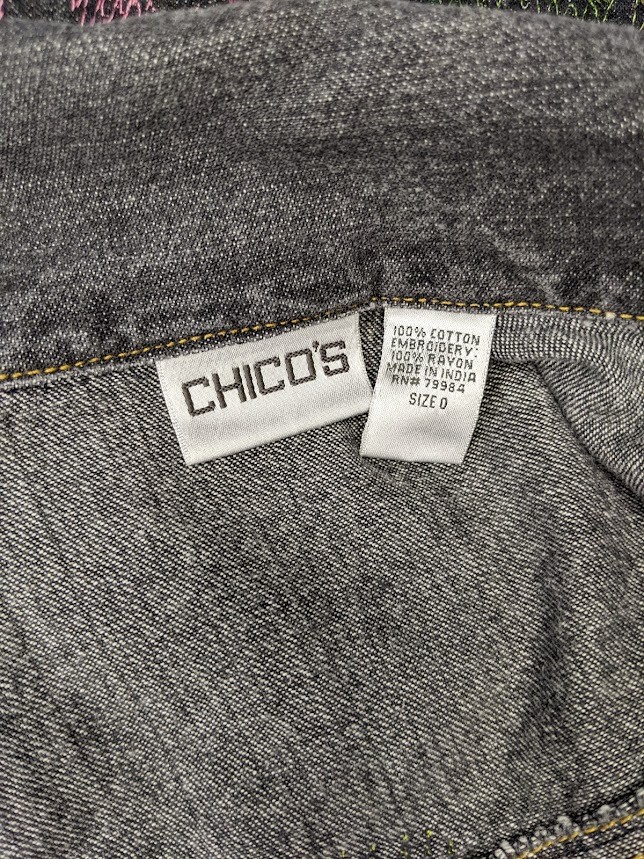 CHICO'S
100% COTTON
EMBROIDERY:
100% RAYON
MADE IN INDIA
RN# 79984
SIZE 0